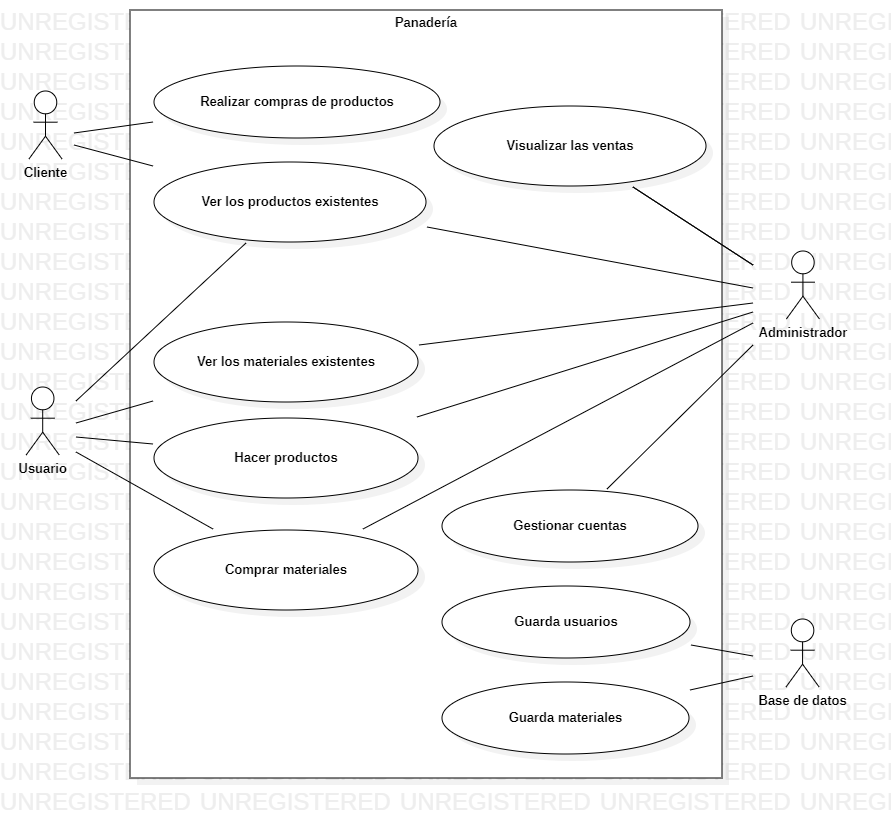 Panadería
Realizar compras de productos
Visualizar las ventas
Cliente
Ver los productos existentes
Administrador
Ver los materiales existentes
Hacer productos
Usuario
Gestionar cuentas
Comprar materiales
Guarda usuarios
Base de datos
Guarda materiales
UNREGISTERED UNREGISTERED UNREGISTERED UNREGISTERED UNREGI